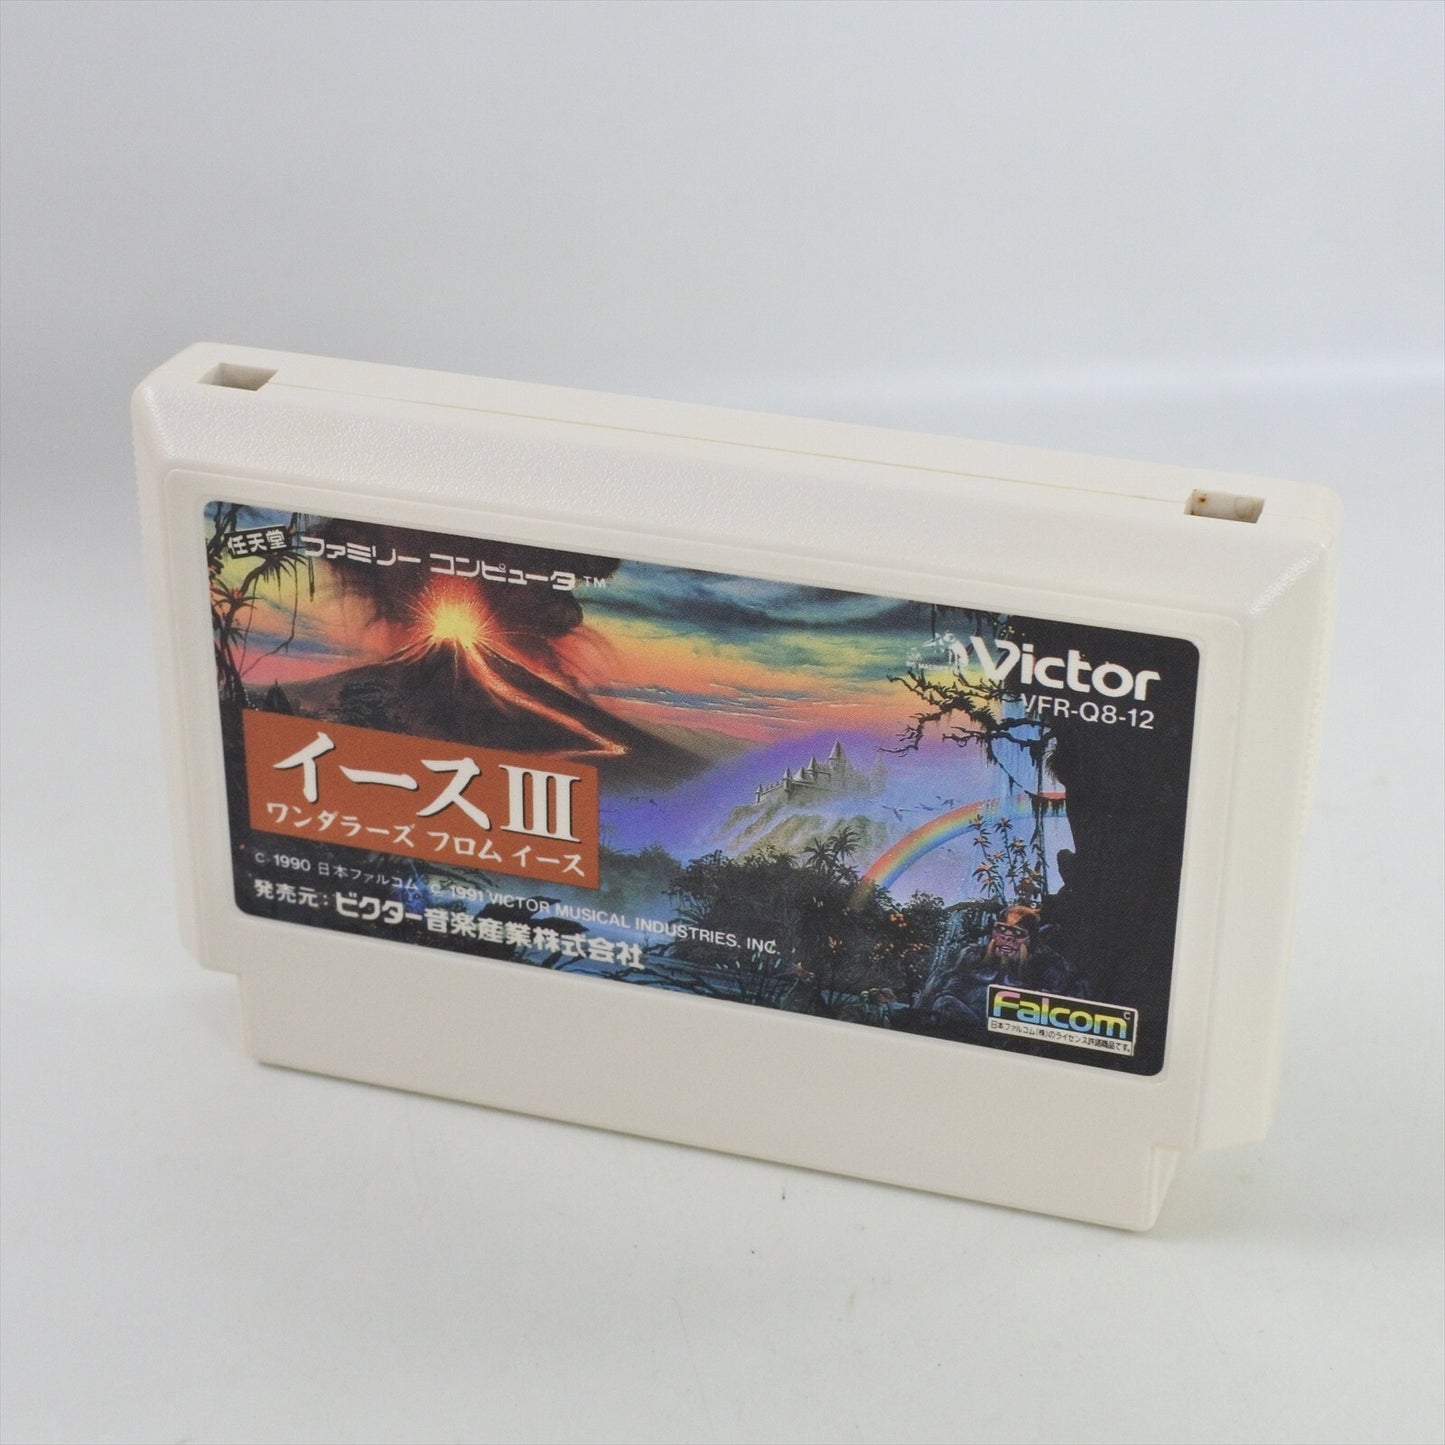 任天堂 ファミリー コンピュータ™
Victor
VFR-Q8-12
イースIII
ワンダラーズ フロム イース
C 1990 日本ファルコム C 1991 VICTOR MUSICAL INDUSTRIES, INC.
発売元:ビクター音楽産業株式会社
Falcom C
日本ファルコム(株)のライセンス許諾商品です。